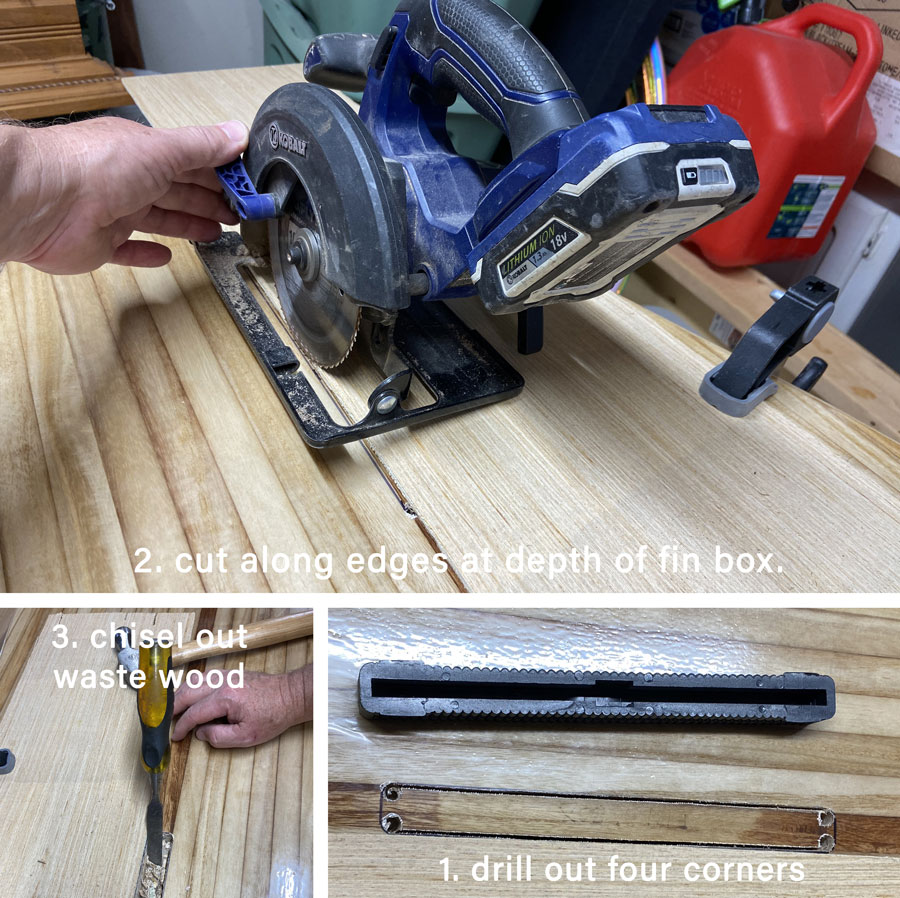 KOBALT
LITHIUM ION
18v
KOBALT
2. cut along edges at depth of fin box.
3. chisel out
waste wood
1. drill out four corners